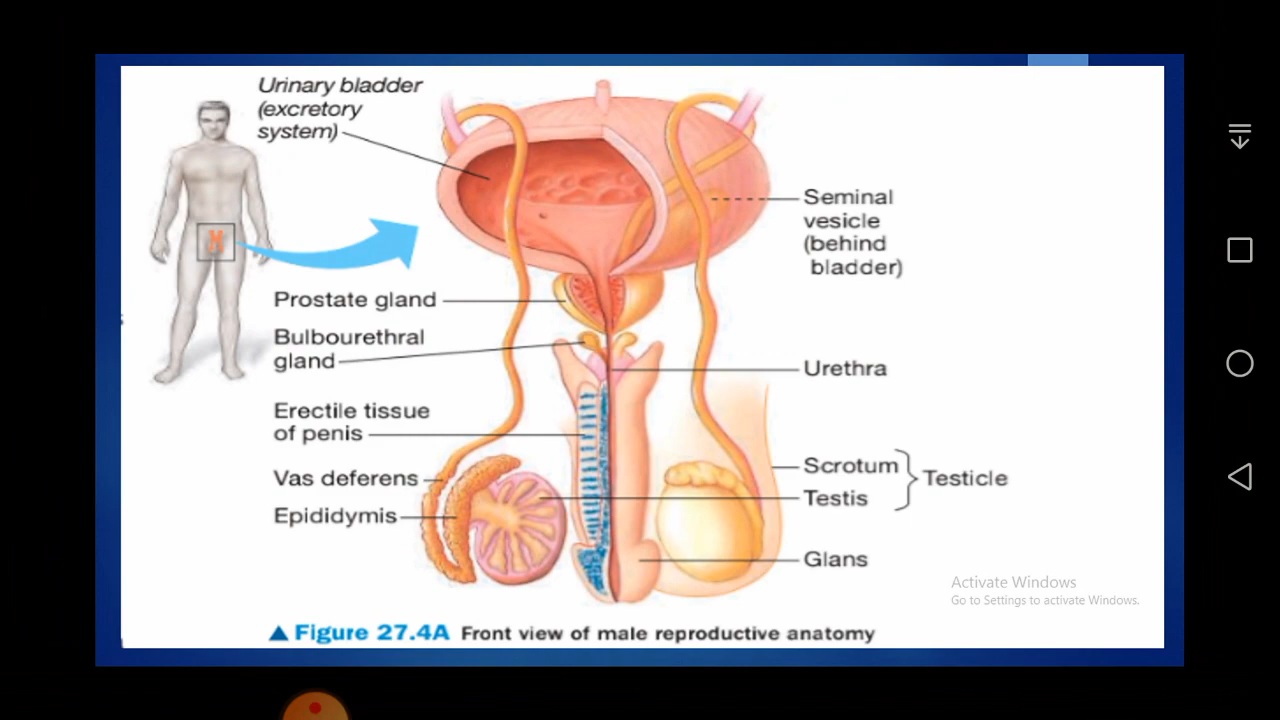 Urinary bladder
(excretory
system)
Seminal
vesicle
(behind
bladder)
Prostate gland
Bulbourethral
gland
Urethra
Erectile tissue
of penis
Scrotum
Testicle
Vas deferens
Testis
Epididymis
Glans
Activate Windows
Go to Settings to activate Windows.
▲ Figure 27.4A Front view of male reproductive anatomy